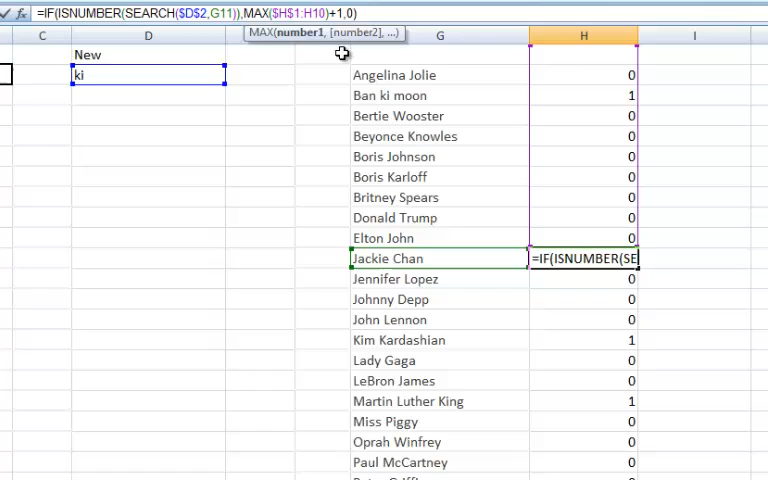 =IF(ISNUMBER(SEARCH($D$2,G11)),MAX($H$1:H10)+1,0)
MAX(number1, [number2], ...)
C D G H I
New
ki Angelina Jolie 0
Ban ki moon 1
Bertie Wooster 0
Beyonce Knowles 0
Boris Johnson 0
Boris Karloff 0
Britney Spears 0
Donald Trump 0
Elton John 0
Jackie Chan =IF(ISNUMBER(SE
Jennifer Lopez 0
Johnny Depp 0
John Lennon 0
Kim Kardashian 1
Lady Gaga 0
LeBron James 0
Martin Luther King 1
Miss Piggy 0
Oprah Winfrey 0
Paul McCartney 0